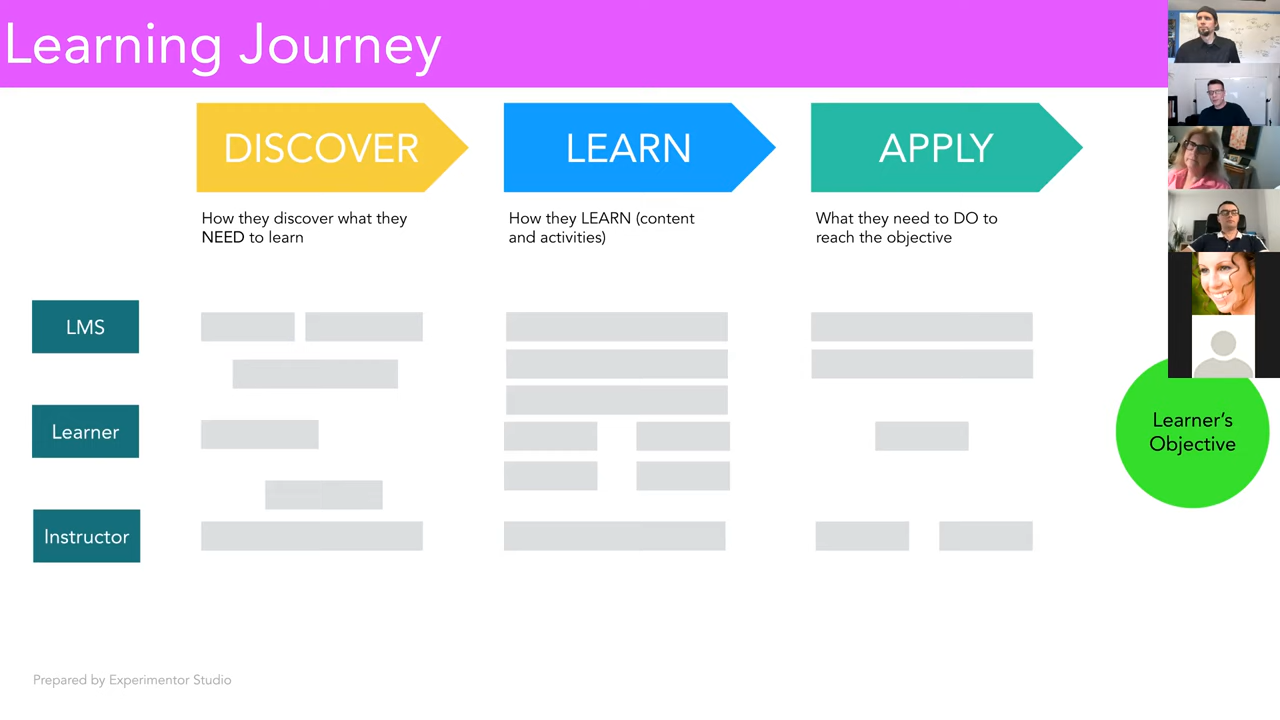 Learning Journey
DISCOVER
LEARN
APPLY
How they discover what they
NEED to learn
How they LEARN (content
and activities)
What they need to DO to
reach the objective
LMS
Learner
Instructor
Learner's
Objective
Prepared by Experimentor Studio